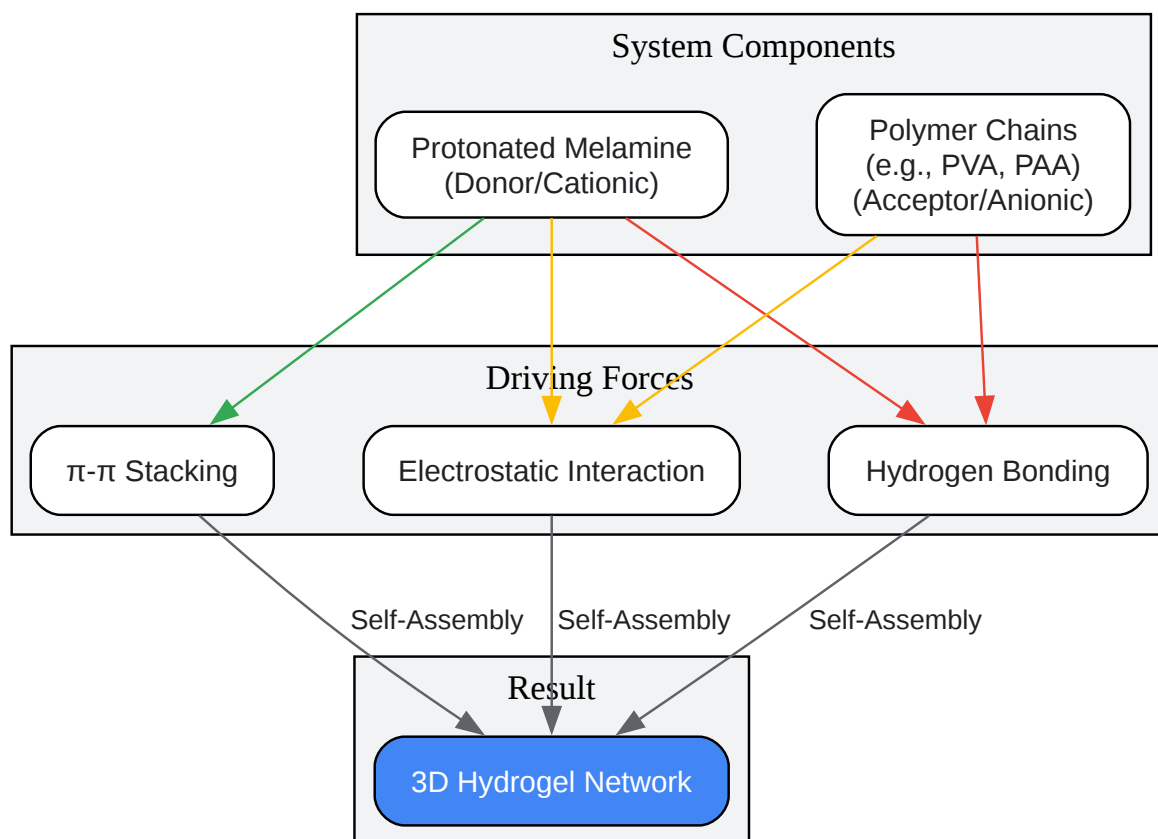 System Components
Protonated Melamine
(Donor/Cationic)
Polymer Chains
(e.g., PVA, PAA)
(Acceptor/Anionic)
Driving Forces
π-π Stacking
Electrostatic Interaction
Hydrogen Bonding
Self-Assembly
Self-Assembly
Self-Assembly
Result
3D Hydrogel Network